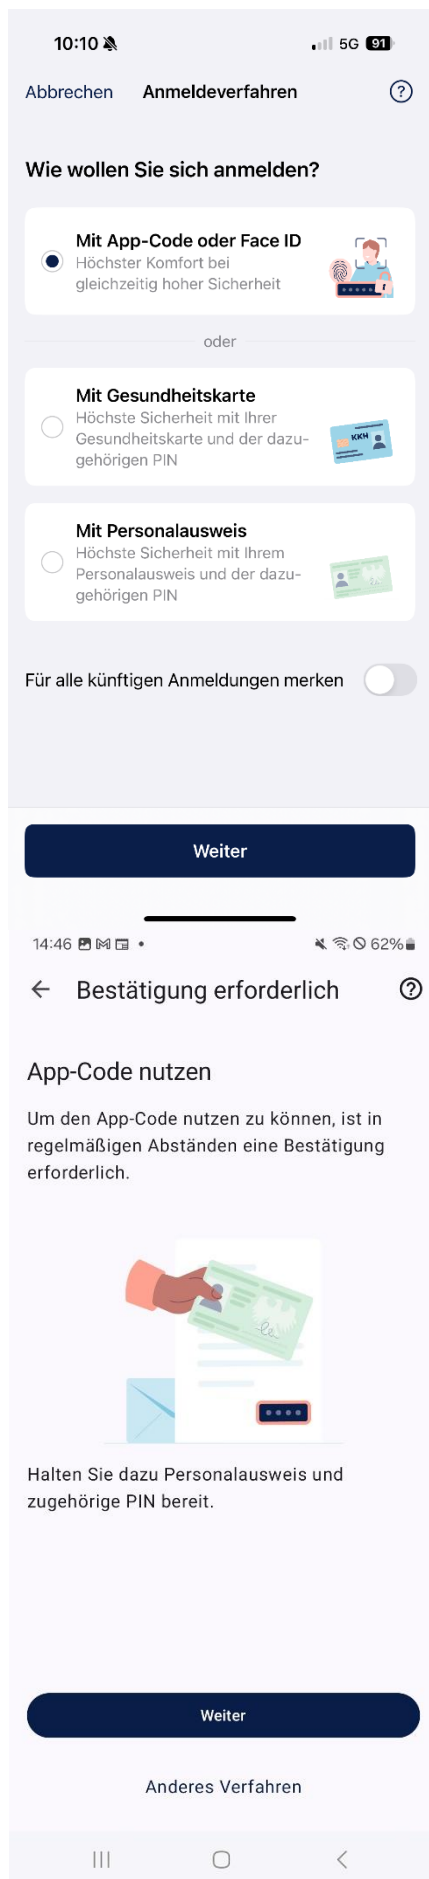 10:10
5G 91
Abbrechen Anmeldeverfahren ?
Wie wollen Sie sich anmelden?
Mit App-Code oder Face ID
Höchster Komfort bei
gleichzeitig hoher Sicherheit
oder
Mit Gesundheitskarte
Höchste Sicherheit mit Ihrer
Gesundheitskarte und der dazu-
gehörigen PIN
KKH
Mit Personalausweis
Höchste Sicherheit mit Ihrem
Personalausweis und der dazu-
gehörigen PIN
Für alle künftigen Anmeldungen merken
Weiter
14:46
62%
Bestätigung erforderlich ?
App-Code nutzen
Um den App-Code nutzen zu können, ist in
regelmäßigen Abständen eine Bestätigung
erforderlich.
Halten Sie dazu Personalausweis und
zugehörige PIN bereit.
Weiter
Anderes Verfahren